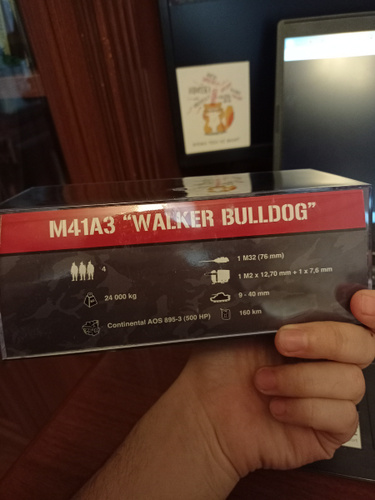 M41A3 "WALKER BULLDOG"
4
24 000 kg
Continental AOS 895-3 (500 HP)
1 M32 (76 mm)
1 M2 x 12,70 mm + 1 x 7,6 mm
9 - 40 mm
160 km